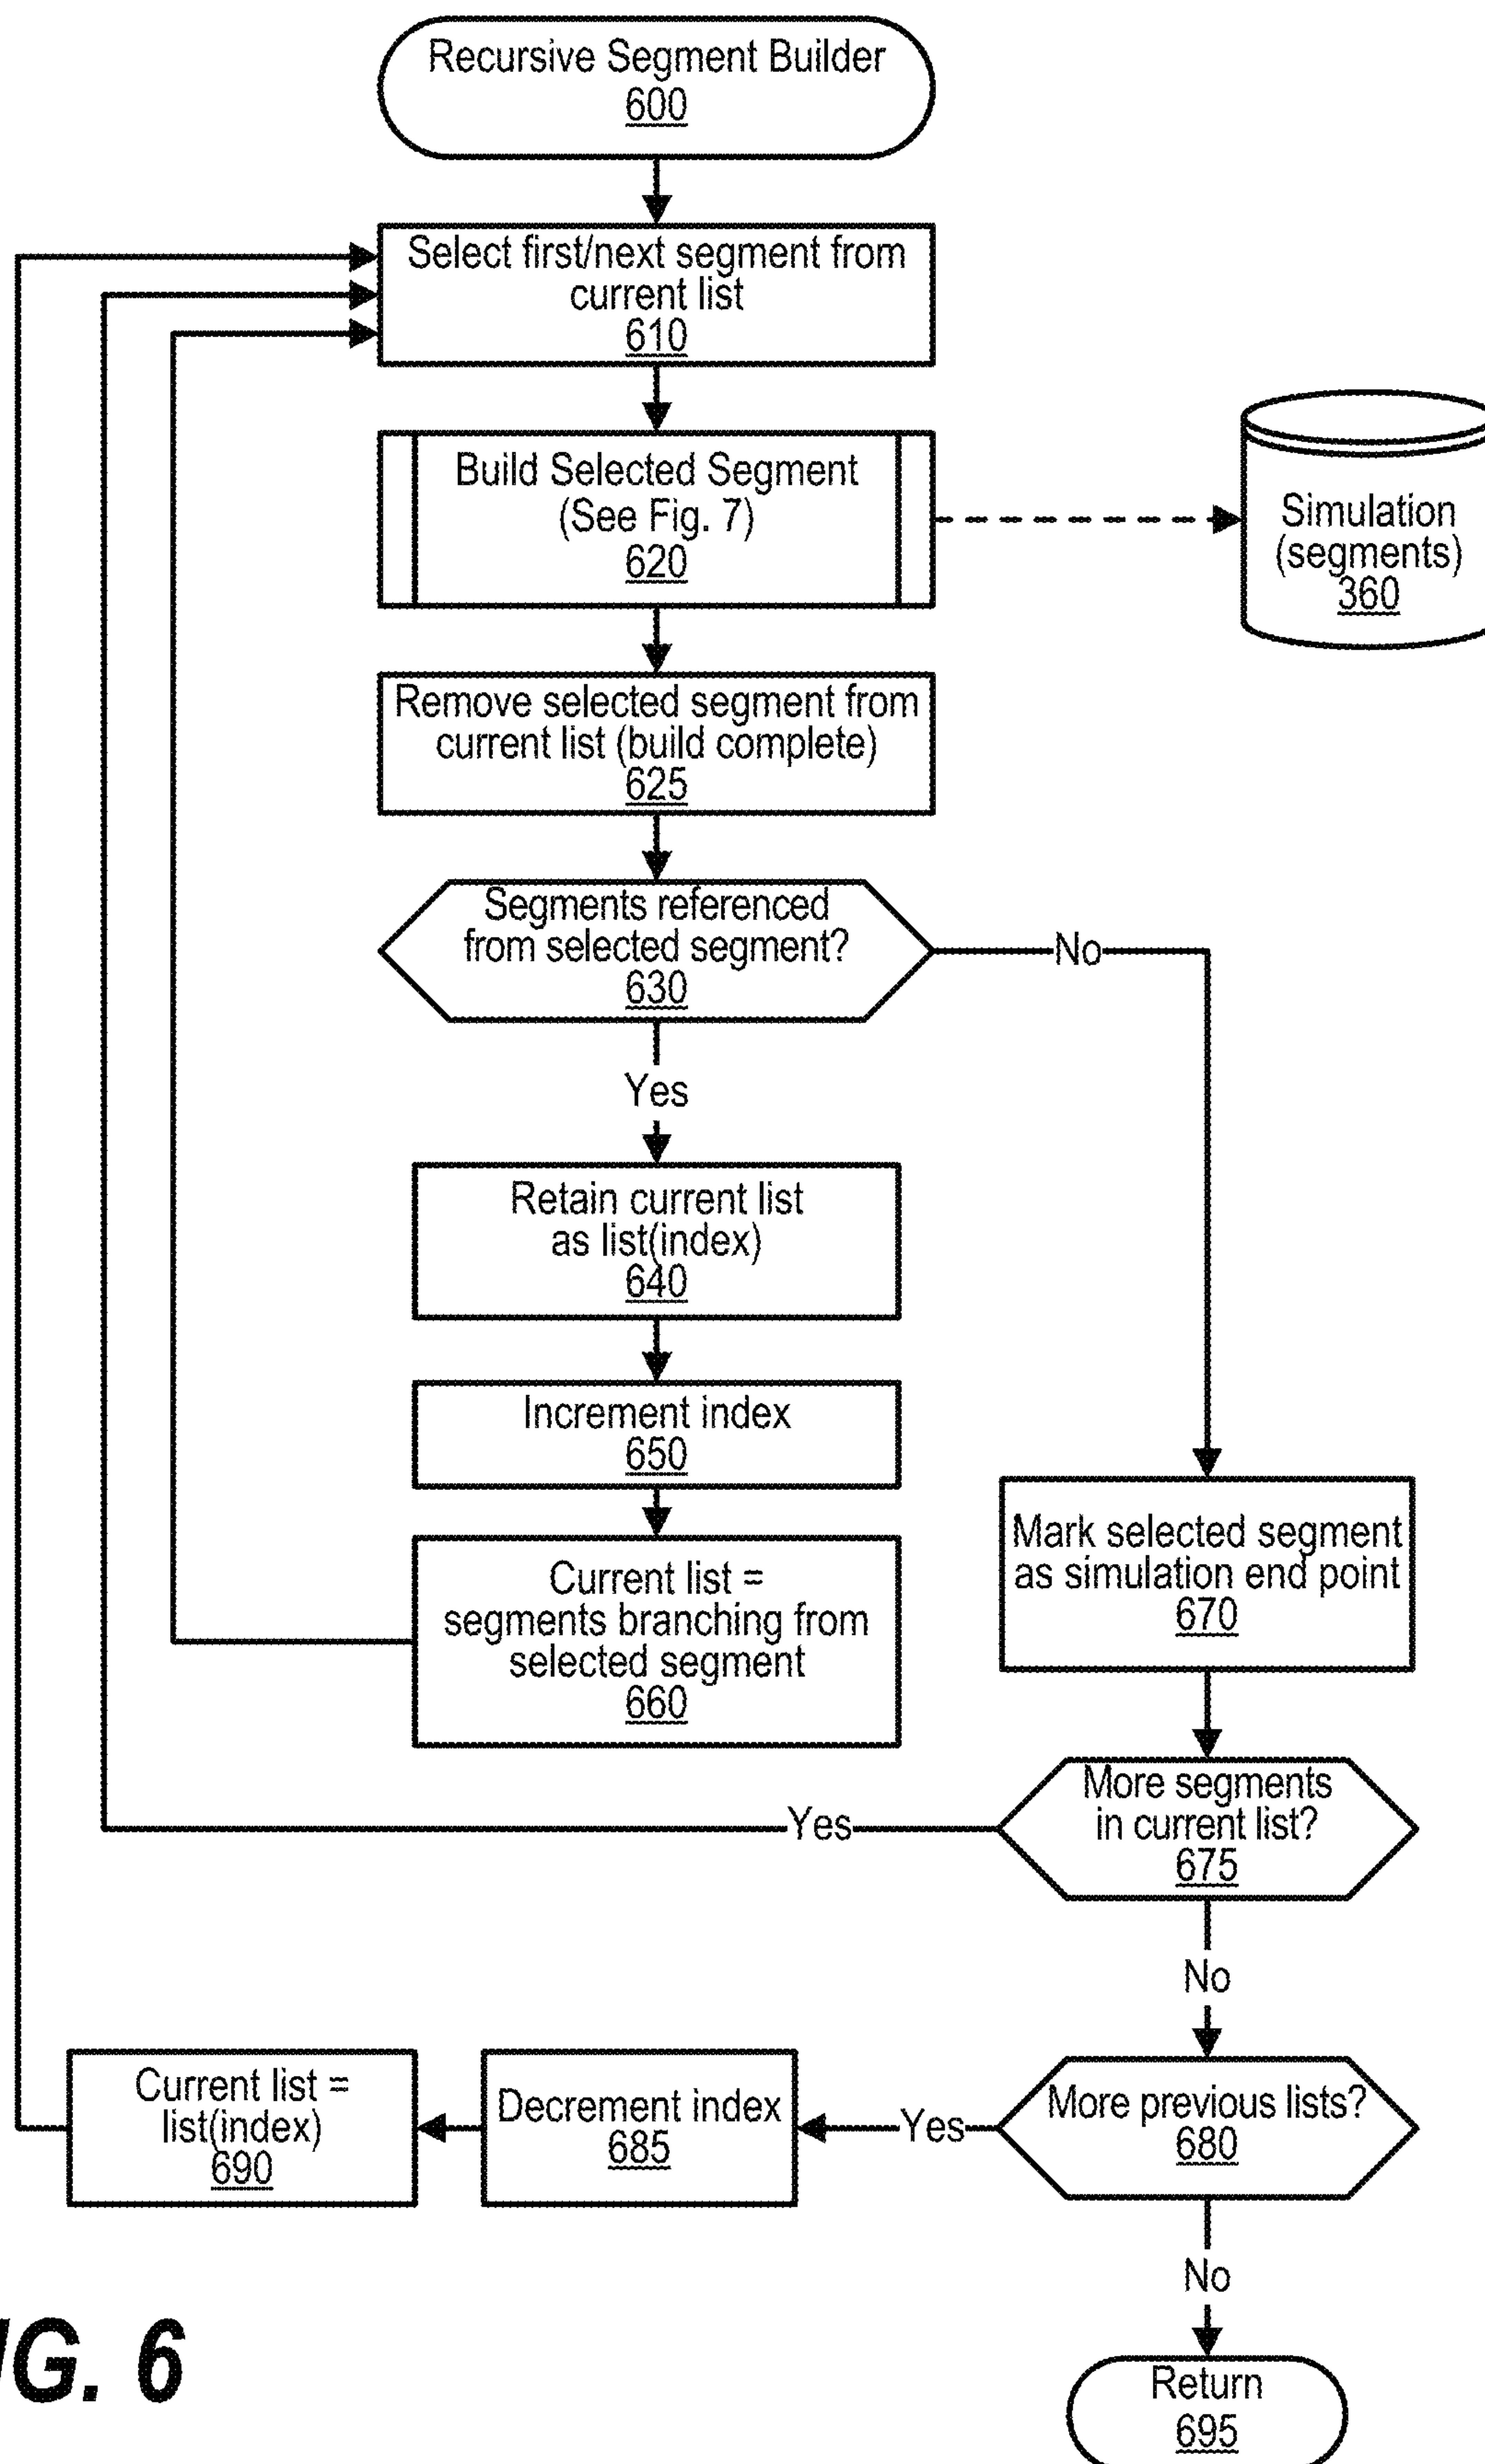 Recursive Segment Builder
600
Select first/next segment from
current list
610
Build Selected Segment
(See Fig. 7)
620
Simulation
(segments)
360
Remove selected segment from
current list (build complete)
625
Segments referenced
from selected segment?
630
No
Yes
Retain current list
as list(index)
640
Increment index
650
Current list =
segments branching from
selected segment
660
Mark selected segment
as simulation end point
670
More segments
in current list?
675
Yes
No
More previous lists?
680
Yes
Decrement index
685
Current list =
list(index)
690
No
Return
695
IG. 6